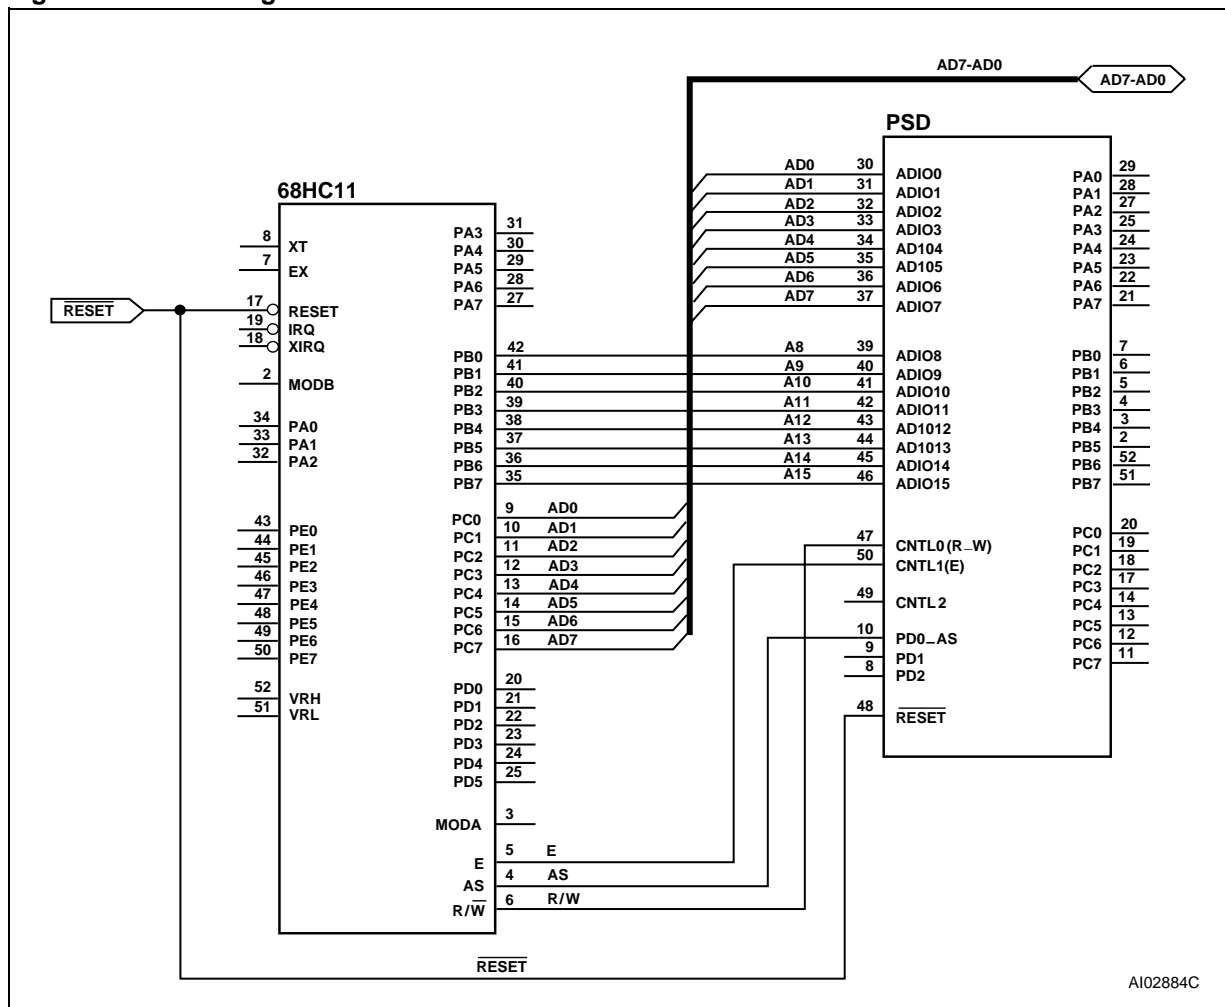 AD7-AD0
AD7-AD0
PSD
68HC11
8 XT
7 EX
RESET
17 RESET
19 IRQ
18 XIRQ
2 MODB
34 PA0
33 PA1
32 PA2
43 PE0
44 PE1
45 PE2
46 PE3
47 PE4
48 PE5
49 PE6
50 PE7
52 VRH
51 VRL
PA3 31
PA4 30
PA5 29
PA6 28
PA7 27
PB0 42
PB1 41
PB2 40
PB3 39
PB4 38
PB5 37
PB6 36
PB7 35
PC0 9 AD0
PC1 10 AD1
PC2 11 AD2
PC3 12 AD3
PC4 13 AD4
PC5 14 AD5
PC6 15 AD6
PC7 16 AD7
PD0 20
PD1 21
PD2 22
PD3 23
PD4 24
PD5 25
MODA 3
E 5 E
AS 4 AS
R/W 6 R/W
RESET
AD0 30 ADIO0
AD1 31 ADIO1
AD2 32 ADIO2
AD3 33 ADIO3
AD4 34 AD104
AD5 35 AD105
AD6 36 ADIO6
AD7 37 ADIO7
A8 39 ADIO8
A9 40 ADIO9
A10 41 ADIO10
A11 42 ADIO11
A12 43 AD1012
A13 44 AD1013
A14 45 ADIO14
A15 46 ADIO15
47 CNTL0(R_W)
50 CNTL1(E)
49 CNTL2
10 PD0_AS
9 PD1
8 PD2
48 RESET
PA0 29
PA1 28
PA2 27
PA3 25
PA4 24
PA5 23
PA6 22
PA7 21
PB0 7
PB1 6
PB2 5
PB3 4
PB4 3
PB5 2
PB6 52
PB7 51
PC0 20
PC1 19
PC2 18
PC3 17
PC4 14
PC5 13
PC6 12
PC7 11
AI02884C